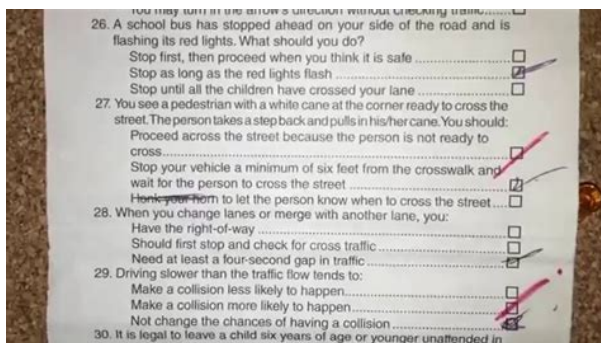 You may turn in the arrow's direction without checking traffic.......
26. A school bus has stopped ahead on your side of the road and is
flashing its red lights. What should you do?
Stop first, then proceed when you think it is safe ......................
Stop as long as the red lights flash ..........................................
Stop until all the children have crossed your lane ......................
27. You see a pedestrian with a white cane at the corner ready to cross the
street. The person takes a step back and pulls in his/her cane. You should:
Proceed across the street because the person is not ready to
cross..........................................................................................
Stop your vehicle a minimum of six feet from the crosswalk and
wait for the person to cross the street .......................................
Honk your horn to let the person know when to cross the street....
28. When you change lanes or merge with another lane, you:
Have the right-of-way ................................................................
Should first stop and check for cross traffic ................................
Need at least a four-second gap in traffic ..................................
29. Driving slower than the traffic flow tends to:
Make a collision less likely to happen.........................................
Make a collision more likely to happen.......................................
Not change the chances of having a collision ............................
30. It is legal to leave a child six years of age or younger unattended in